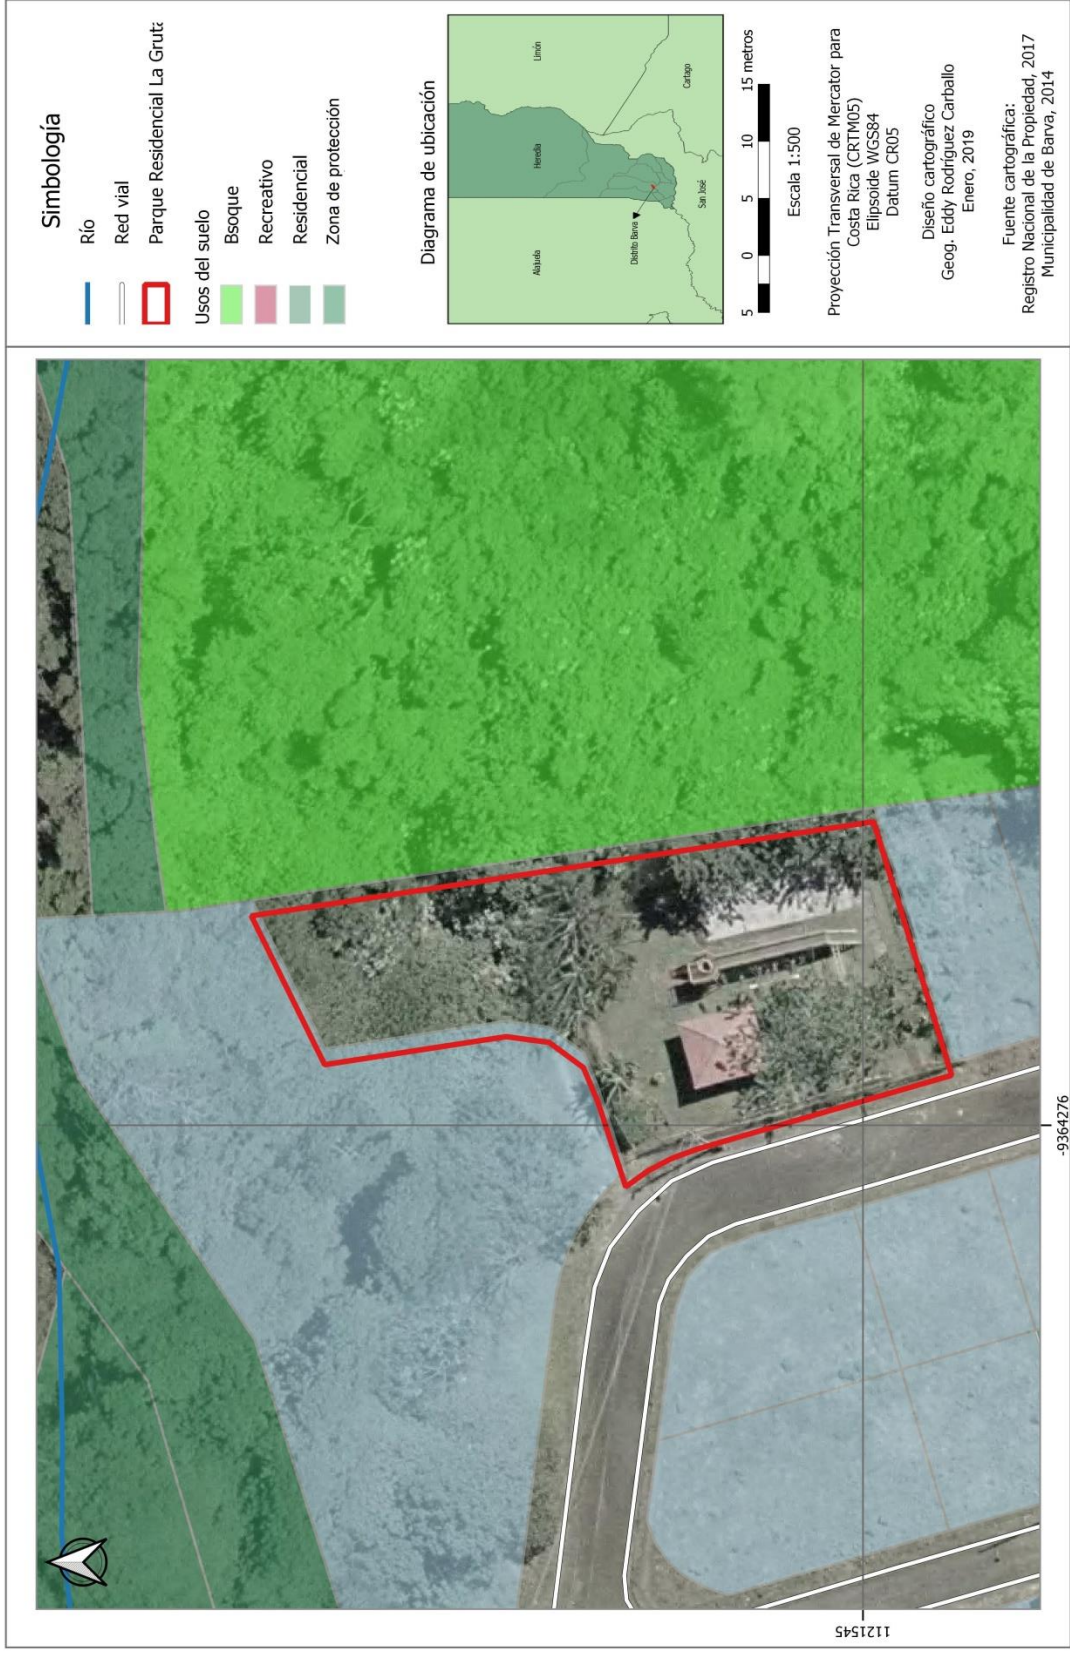 Simbología
Río
Red vial
Parque Residencial La Gruta
Usos del suelo
Bsoque
Recreativo
Residencial
Zona de protección
Diagrama de ubicación
Limón
Heredia
Alajuela
Cartago
San José
Distrito Barva
5 0 5 10 15 metros
Escala 1:500
Proyección Transversal de Mercator para
Costa Rica (CRTM05)
Elipsoide WGS84
Datum CR05
Diseño cartográfico
Geog. Eddy Rodríguez Carballo
Enero, 2019
Fuente cartográfica:
Registro Nacional de la Propiedad, 2017
Municipalidad de Barva, 2014
-9364276
1121545